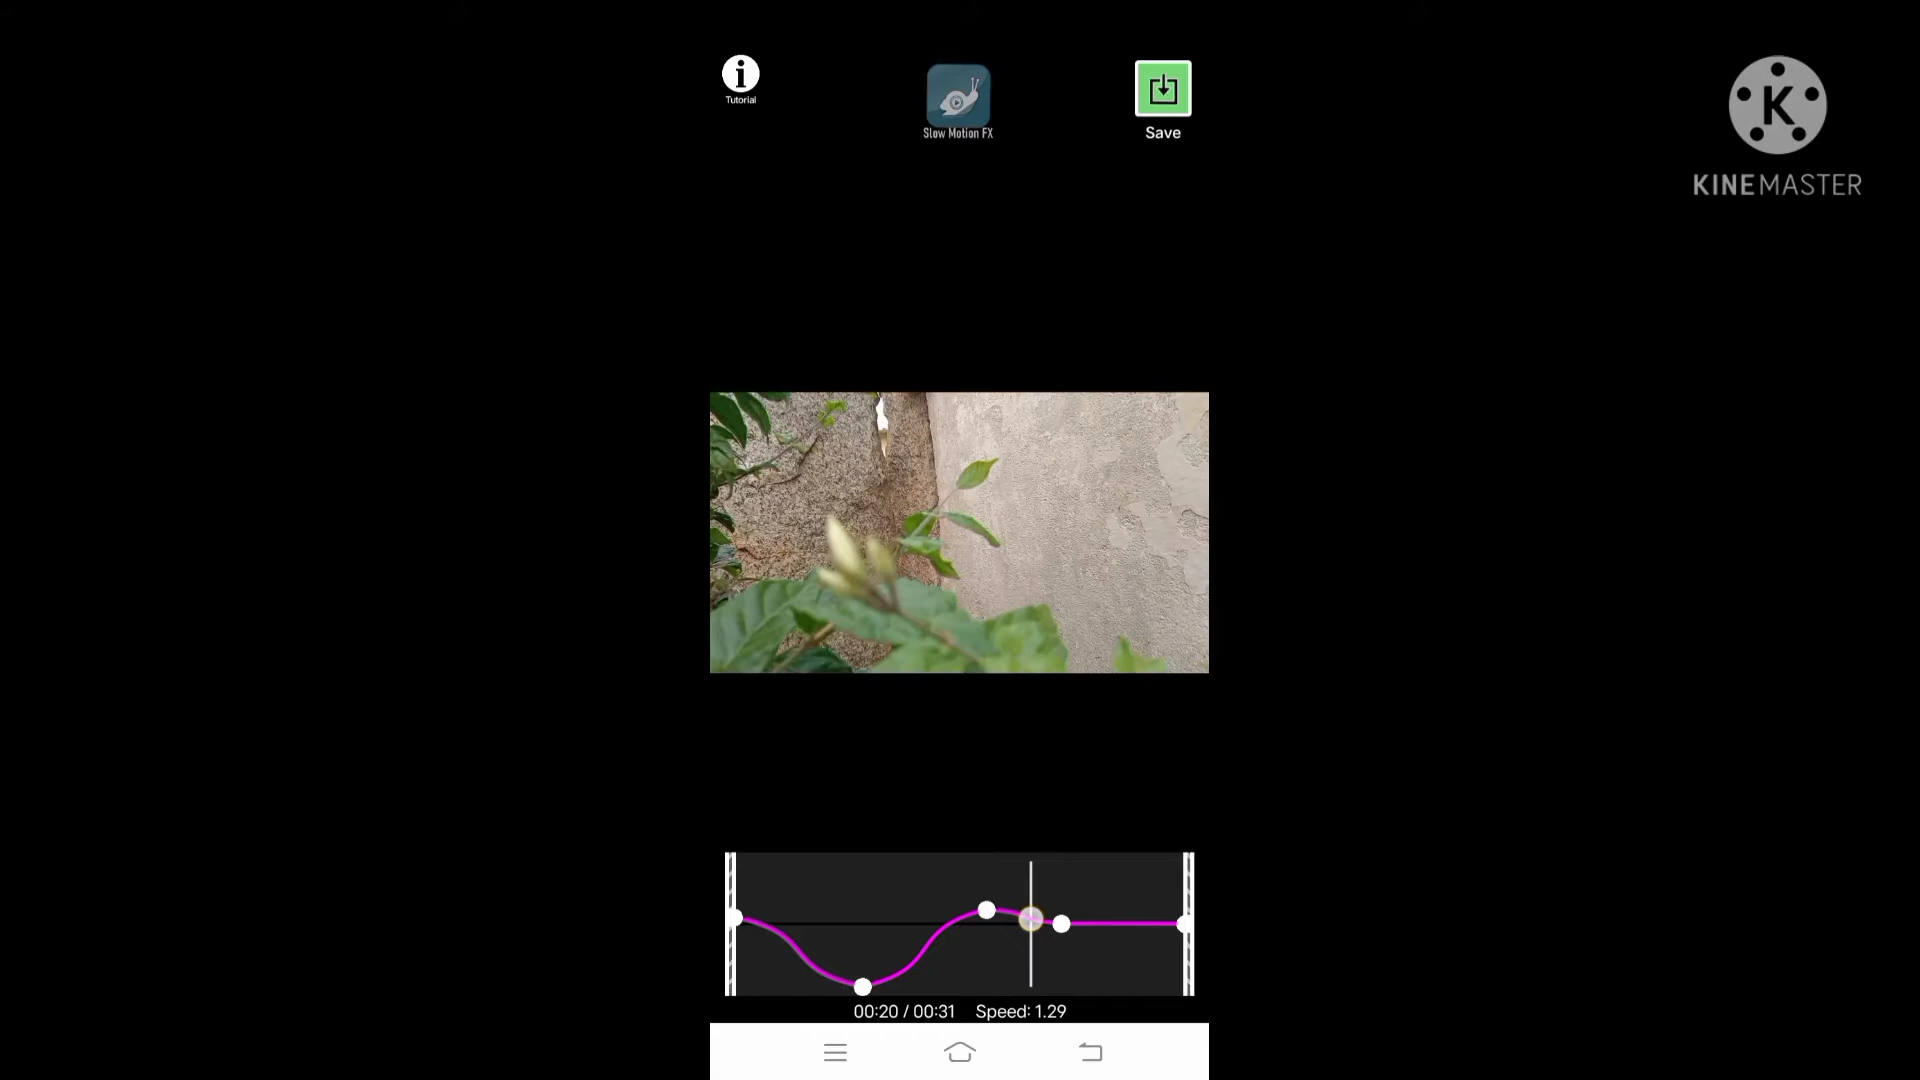 Tutorial
Slow Motion FX
Save
K
KINEMASTER
00:20 / 00:31 Speed: 1.29